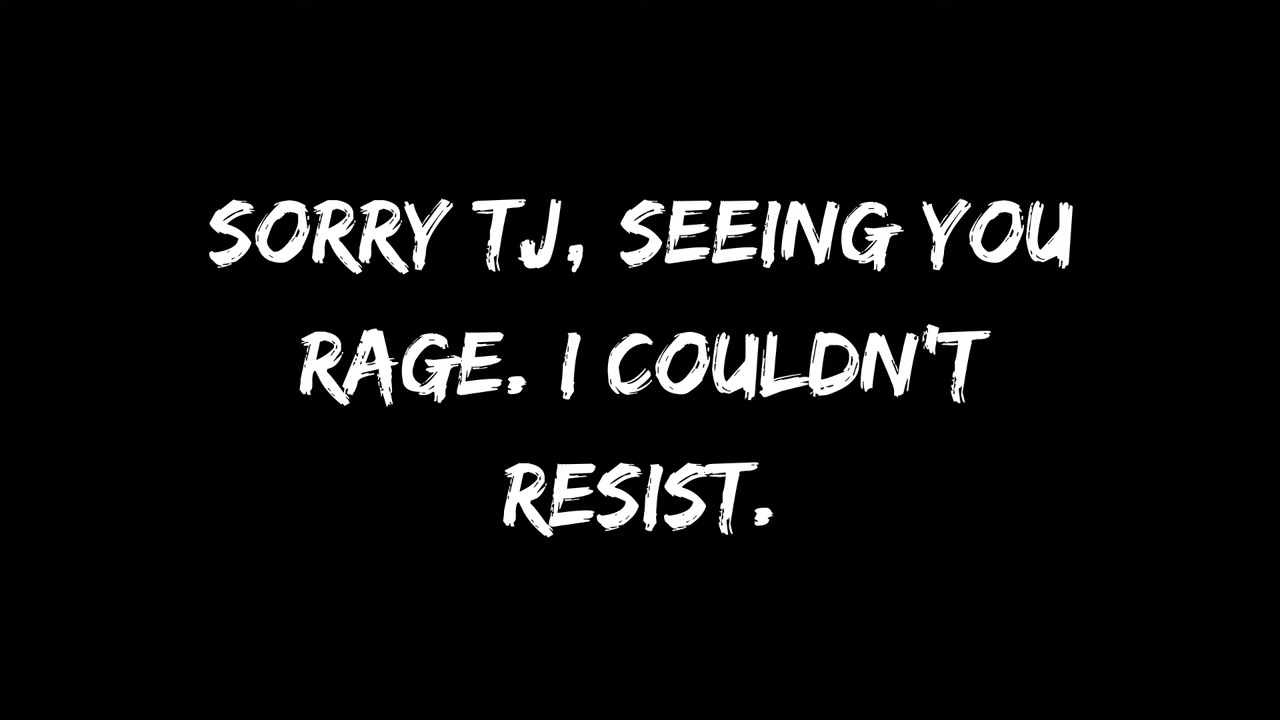 SORRY TJ, SEEING YOU
RAGE. I COULDN'T
RESIST.